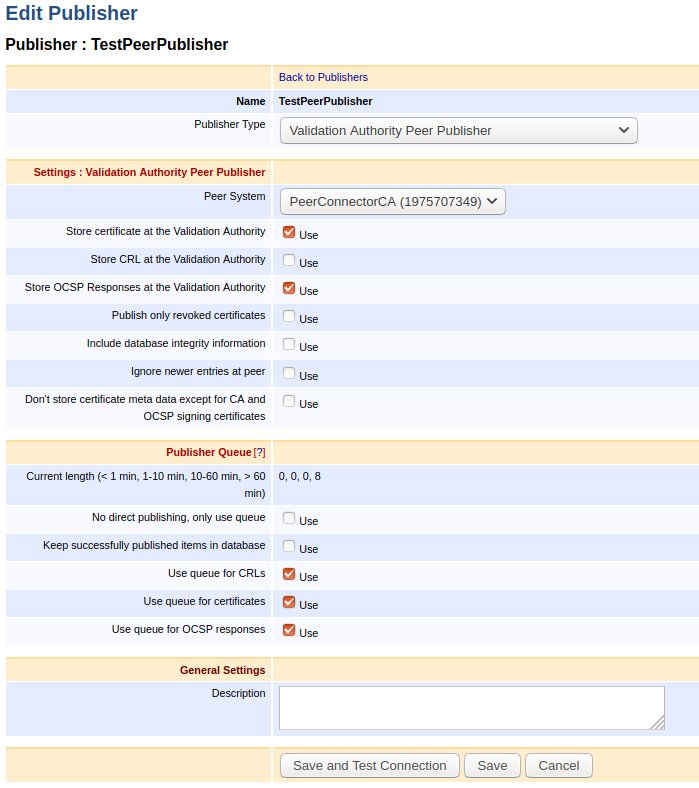 Edit Publisher
Publisher : TestPeerPublisher
Back to Publishers
Name TestPeerPublisher
Publisher Type Validation Authority Peer Publisher
Settings : Validation Authority Peer Publisher
Peer System PeerConnectorCA (1975707349)
Store certificate at the Validation Authority Use
Store CRL at the Validation Authority Use
Store OCSP Responses at the Validation Authority Use
Publish only revoked certificates Use
Include database integrity information Use
Ignore newer entries at peer Use
Don't store certificate meta data except for CA and
OCSP signing certificates Use
Publisher Queue [?]
Current length (< 1 min, 1-10 min, 10-60 min, > 60
min) 0, 0, 0, 8
No direct publishing, only use queue Use
Keep successfully published items in database Use
Use queue for CRLs Use
Use queue for certificates Use
Use queue for OCSP responses Use
General Settings
Description
Save and Test Connection Save Cancel